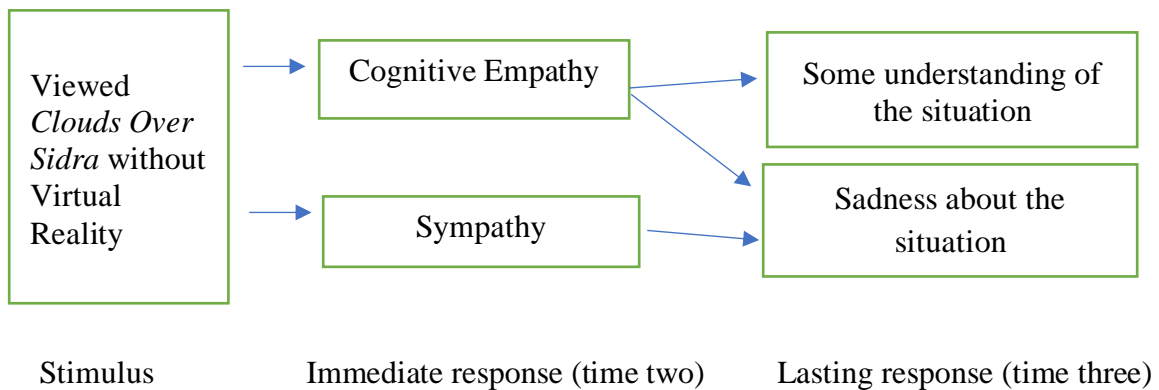 Viewed
Clouds Over
Sidra without
Virtual
Reality
Cognitive Empathy
Sympathy
Some understanding of
the situation
Sadness about the
situation
Stimulus
Immediate response (time two)
Lasting response (time three)